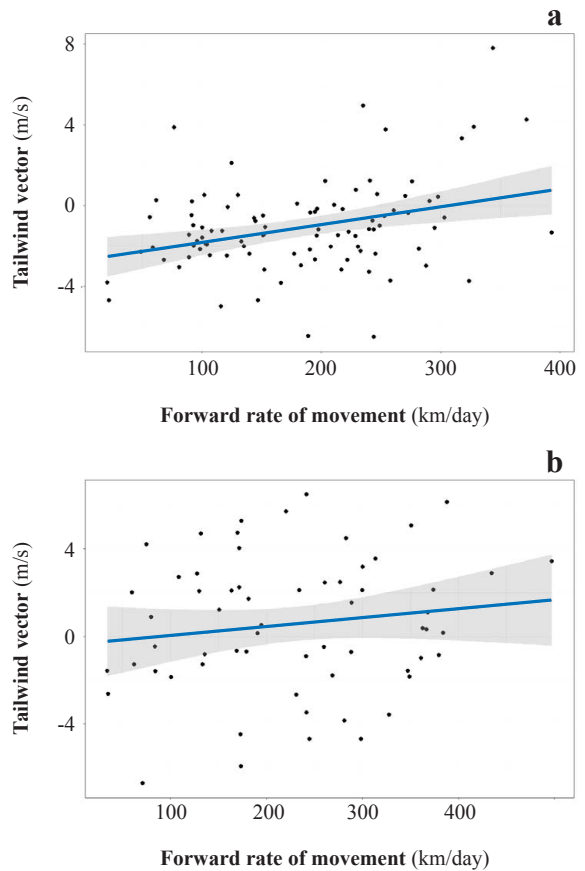 a
8
4
0
-4
Tailwind vector (m/s)
100 200 300 400
Forward rate of movement (km/day)
b
4
0
-4
Tailwind vector (m/s)
100 200 300 400
Forward rate of movement (km/day)